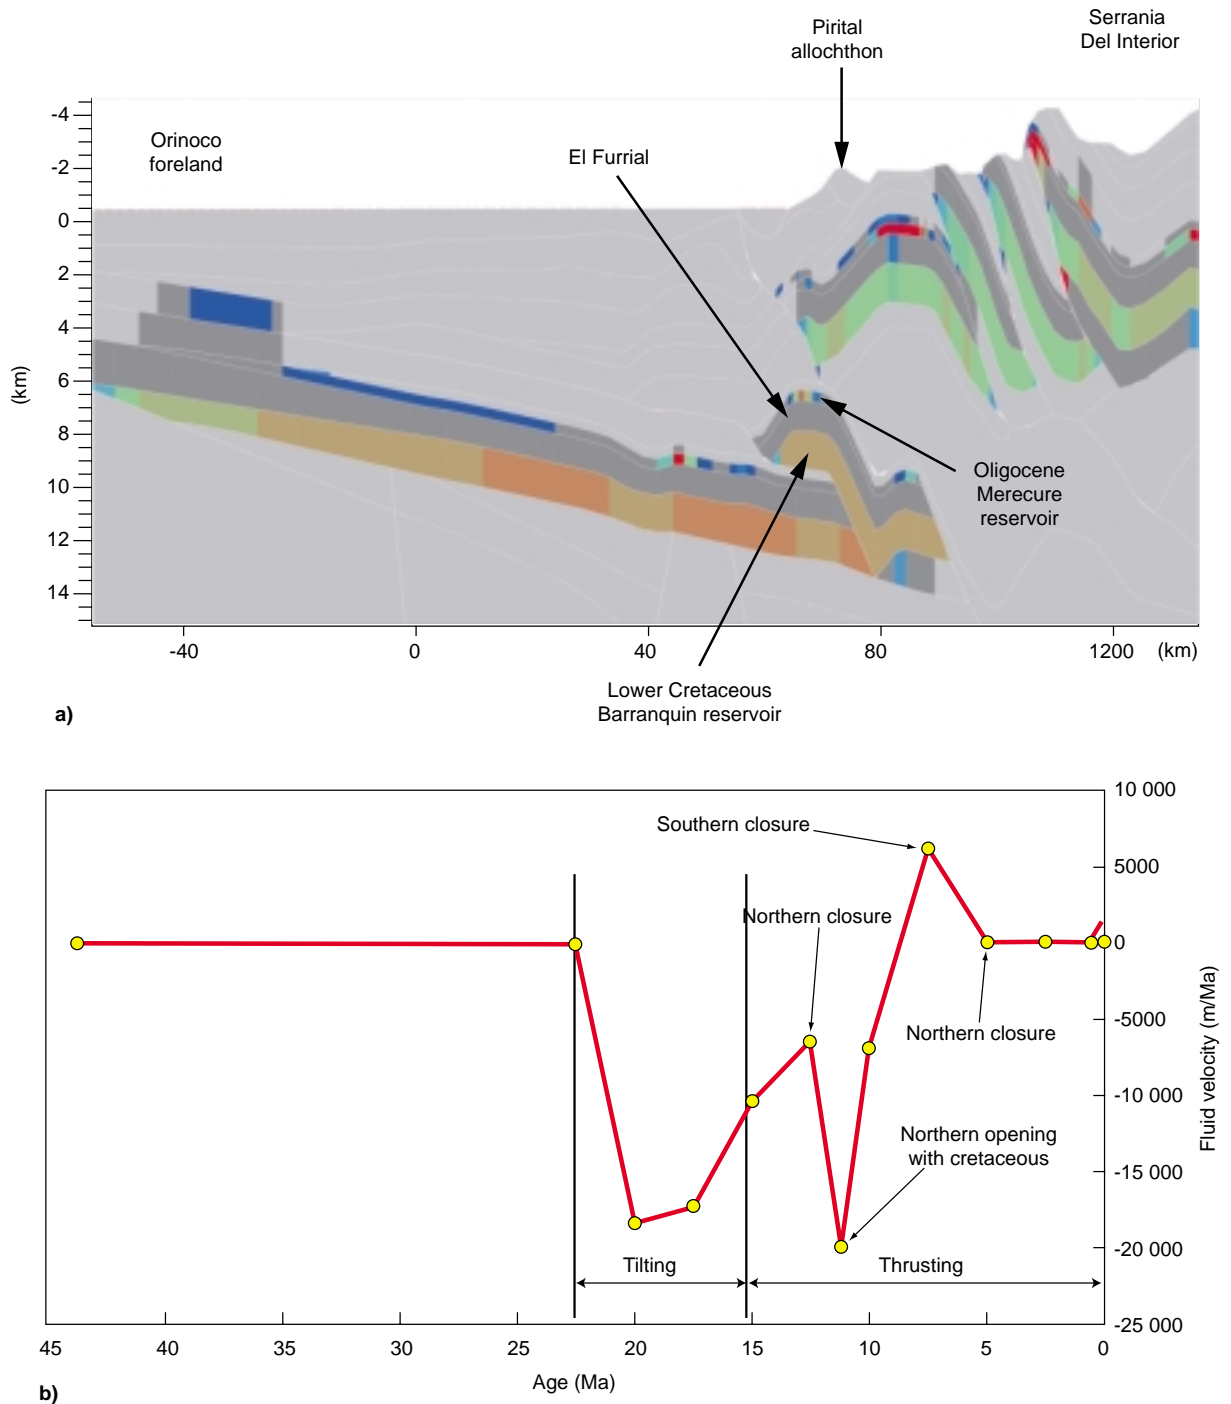 Serrania
Del Interior
Pirital
allochthon
Orinoco
foreland
El Furrial
-4
-2
0
2
4
6
8
10
12
14
(km)
Oligocene
Merecure
reservoir
-40
0
40
80
1200
(km)
Lower Cretaceous
Barranquin reservoir
a)
10 000
5000
0
-5000
-10 000
-15 000
-20 000
-25 000
Fluid velocity (m/Ma)
Southern closure
Northern closure
Northern closure
Northern opening
with cretaceous
Tilting
Thrusting
45
40
35
30
25
20
15
10
5
0
Age (Ma)
b)